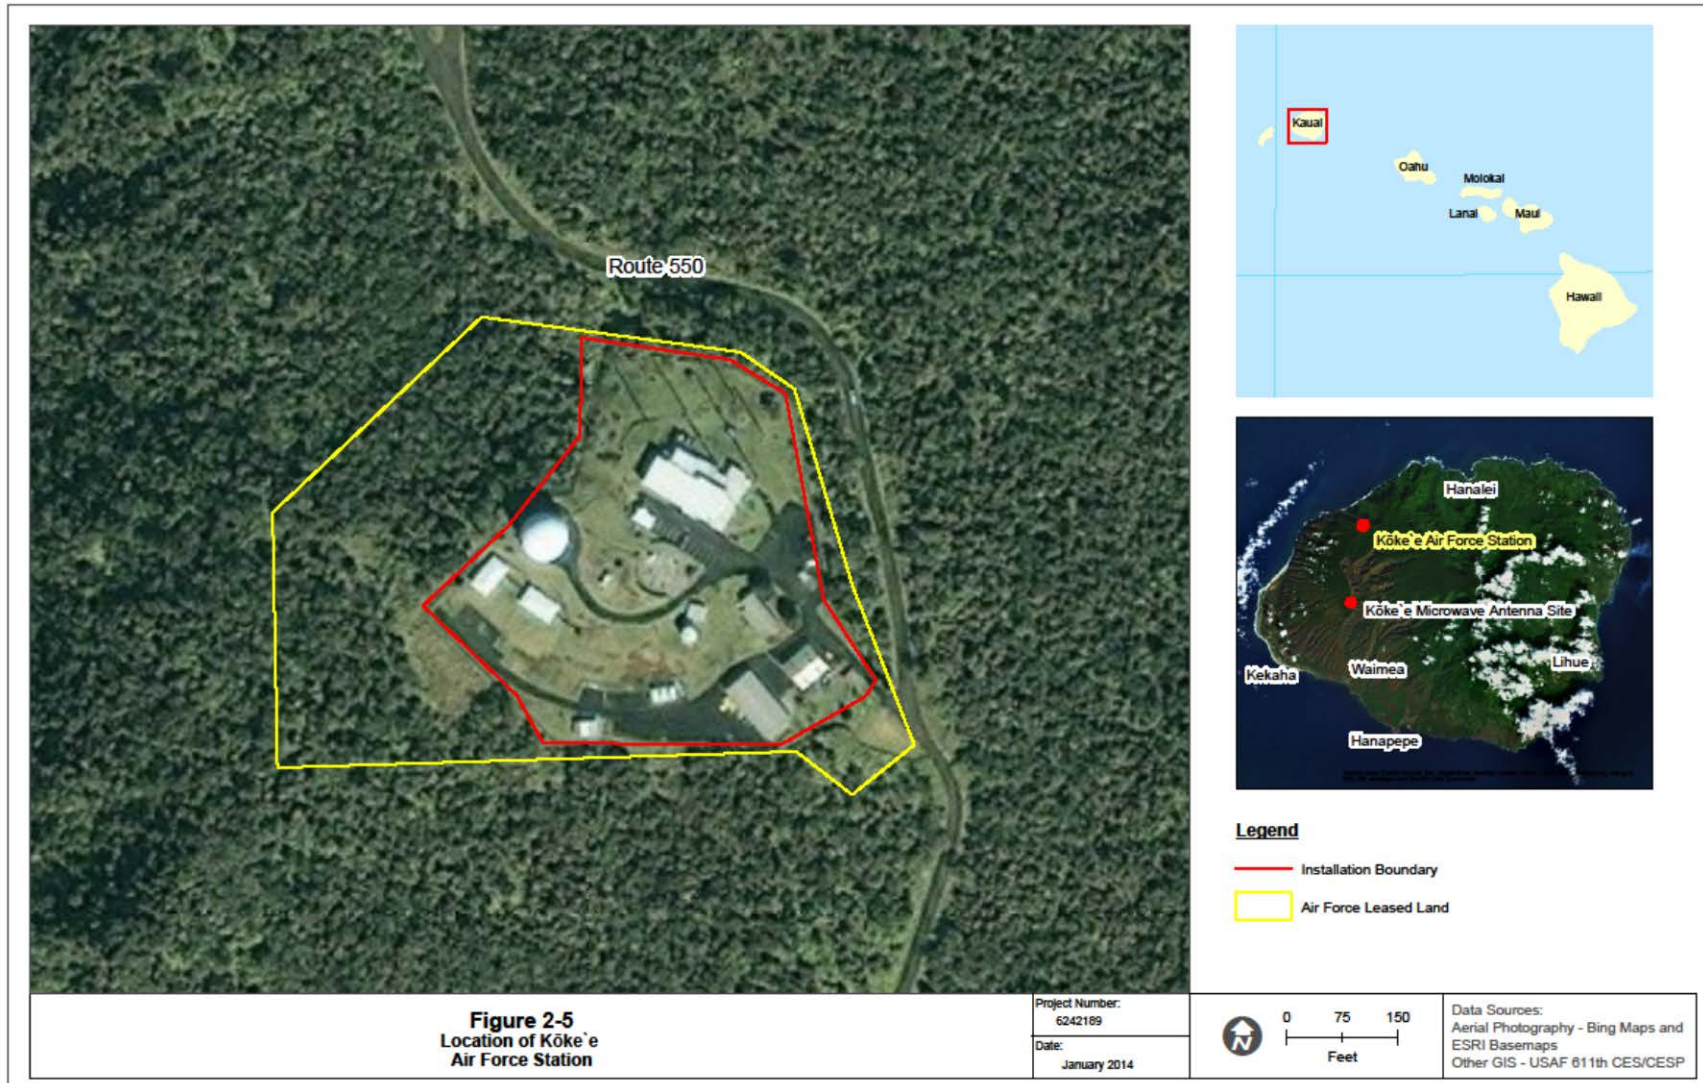 Route 550
Kauai
Oahu
Molokai
Lanai
Maui
Hawaii
Hanalei
Kōke`e Air Force Station
Kōke`e Microwave Antenna Site
Lihue
Waimea
Kekaha
Hanapepe
Legend
Installation Boundary
Air Force Leased Land
Figure 2-5
Location of Kōke`e
Air Force Station
Project Number:
6242189
Date:
January 2014
N
0 75 150
Feet
Data Sources:
Aerial Photography - Bing Maps and
ESRI Basemaps
Other GIS - USAF 611th CES/CESP